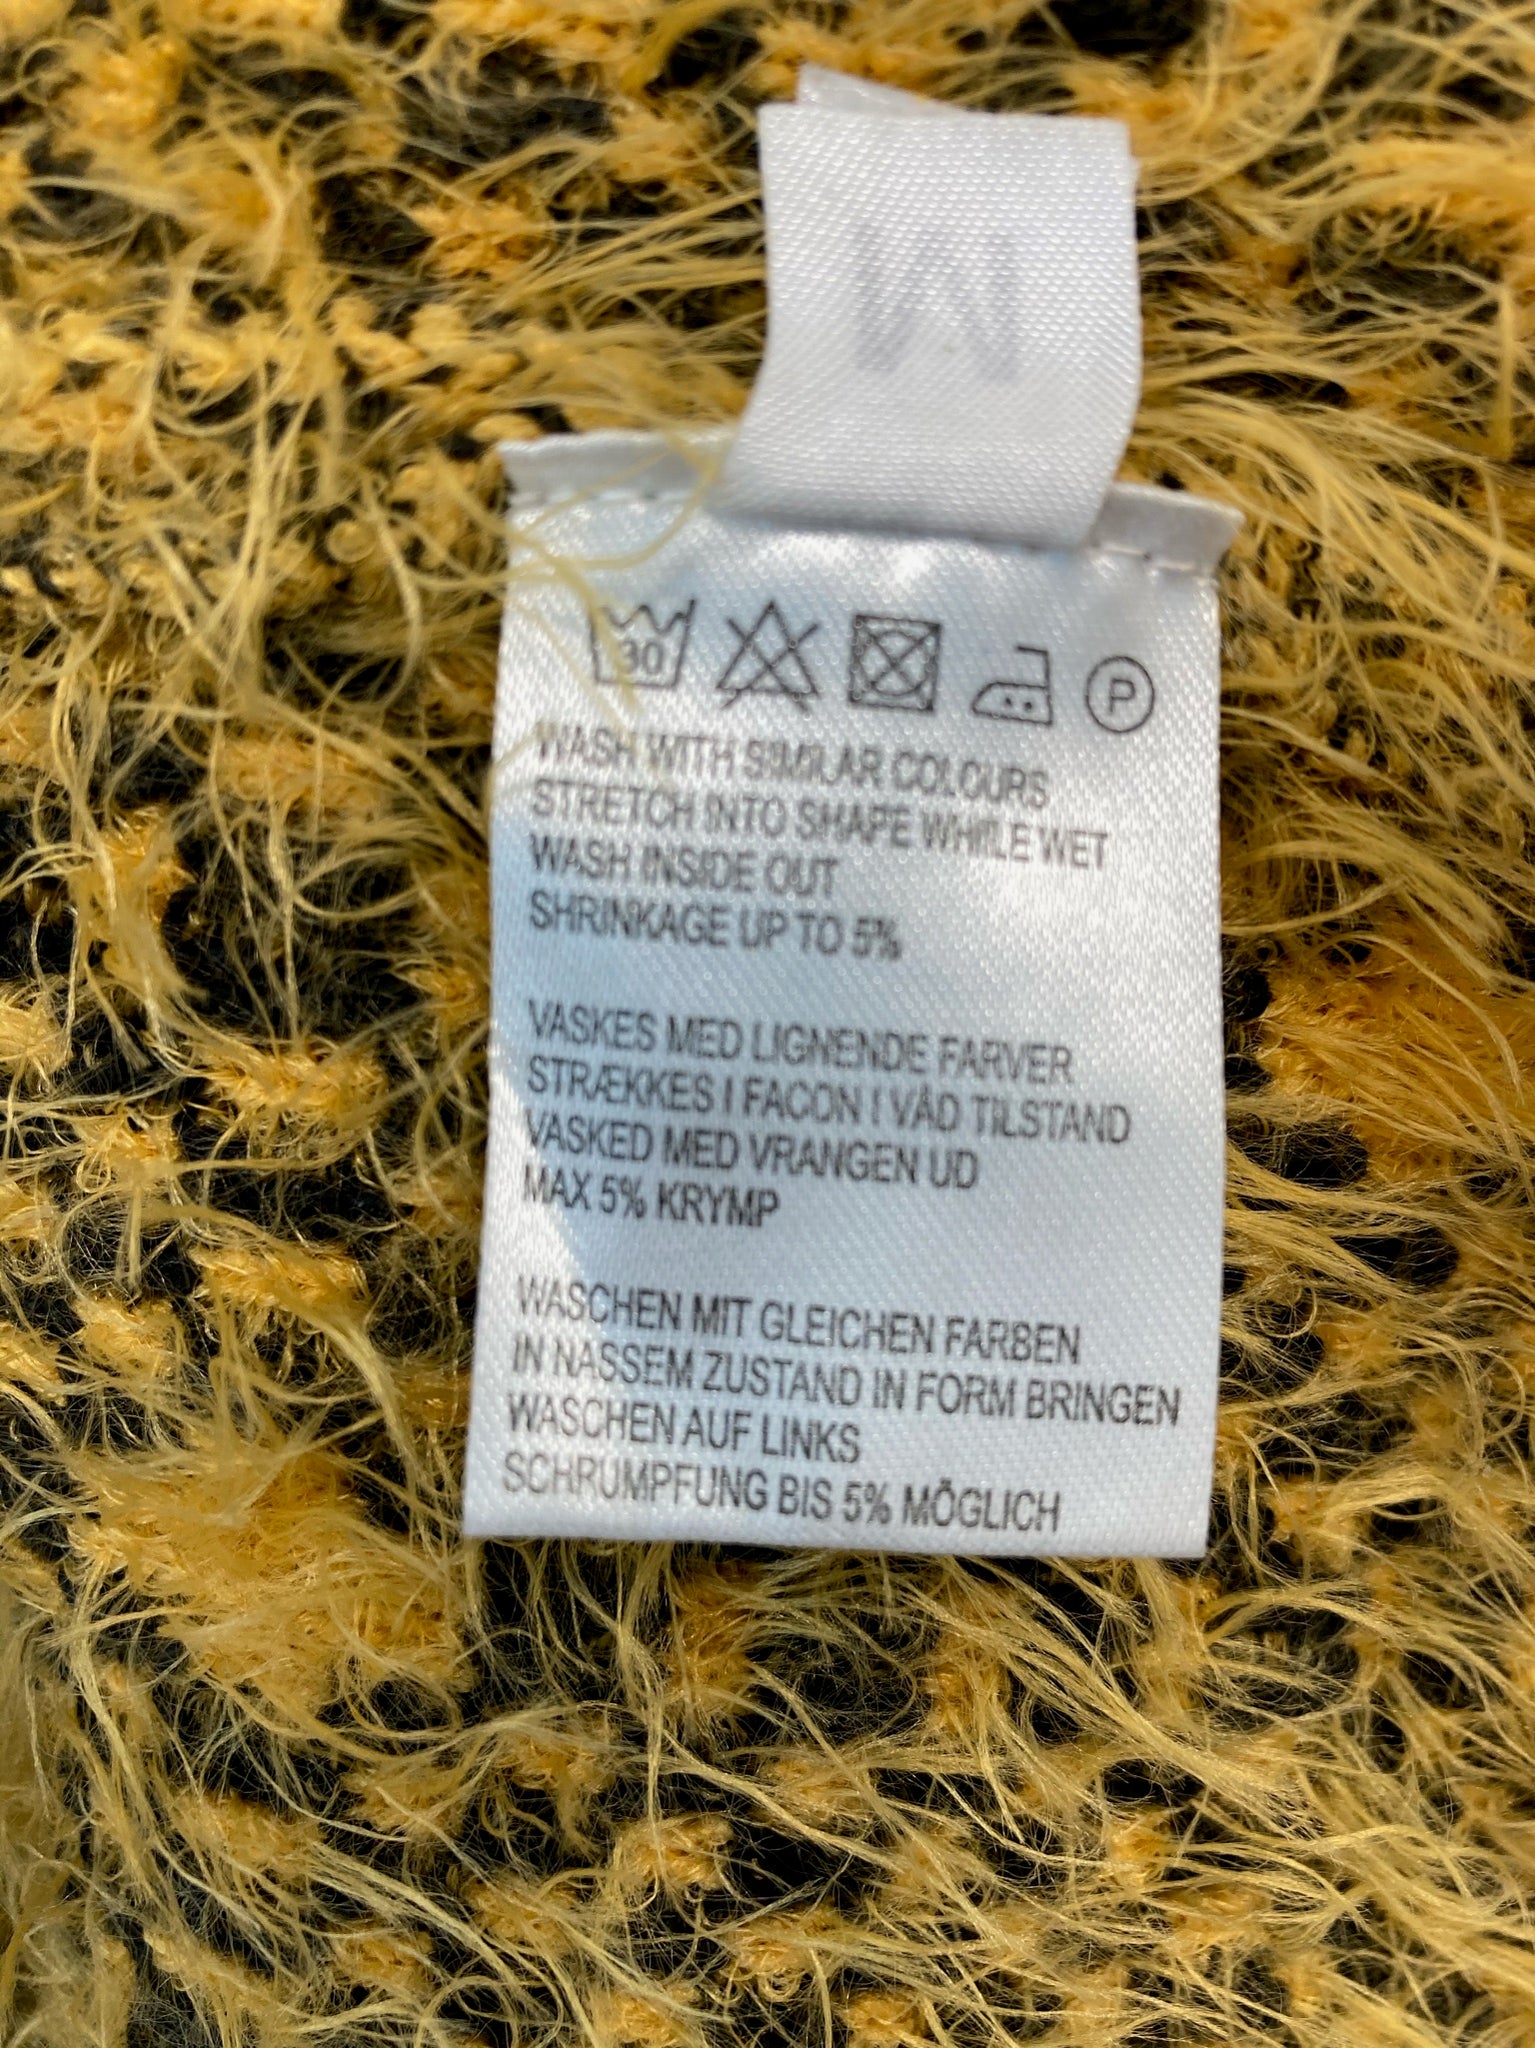 30
P
WASH WITH SIMILAR COLOURS
STRETCH INTO SHAPE WHILE WET
WASH INSIDE OUT
SHRINKAGE UP TO 5%
VASKES MED LIGNENDE FARVER
STRÆKKES I FACON I VÅD TILSTAND
VASKED MED VRANGEN UD
MAX 5% KRYMP
WASCHEN MIT GLEICHEN FARBEN
IN NASSEM ZUSTAND IN FORM BRINGEN
WASCHEN AUF LINKS
SCHRUMPFUNG BIS 5% MÖGLICH